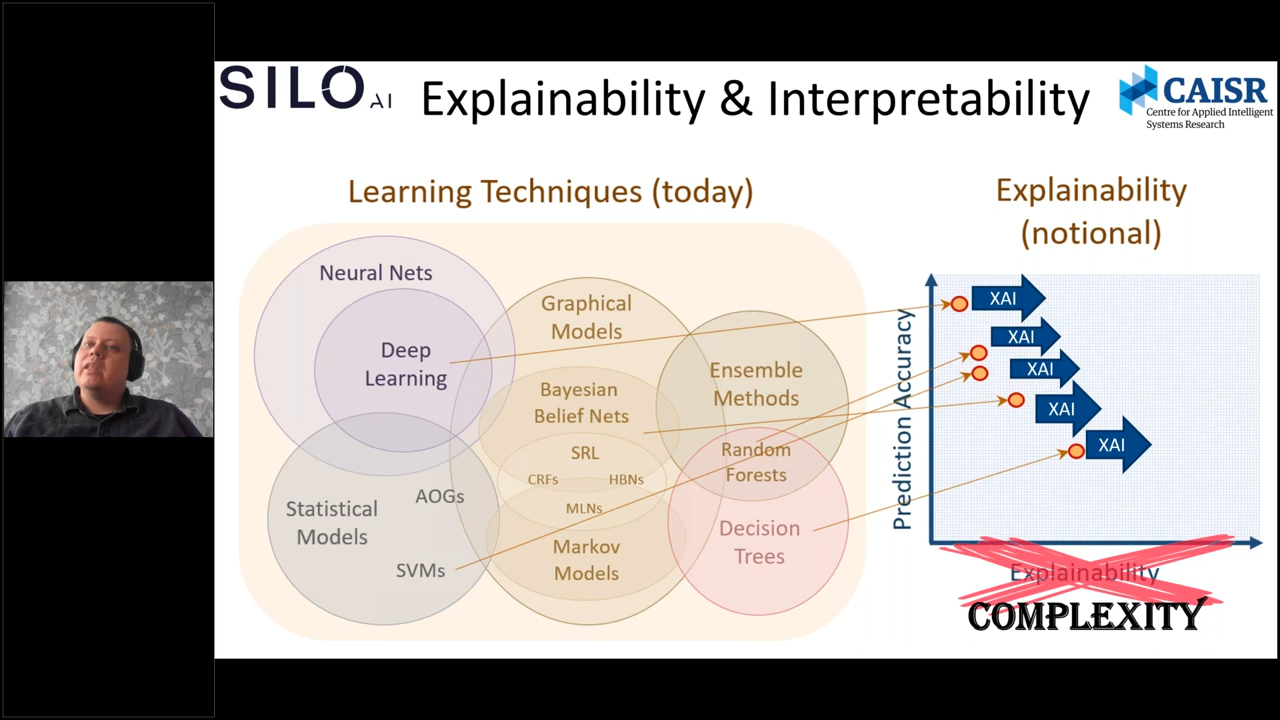 SILO AI
Explainability & Interpretability
CAISR
Centre for Applied Intelligent
Systems Research
Learning Techniques (today)
Neural Nets
Deep
Learning
Graphical
Models
Bayesian
Belief Nets
SRL
CRFs HBNs
MLNs
Markov
Models
Statistical
Models
AOGs
SVMs
Ensemble
Methods
Random
Forests
Decision
Trees
Explainability
(notional)
Prediction Accuracy
XAI
XAI
XAI
XAI
XAI
Explainability
COMPLEXITY